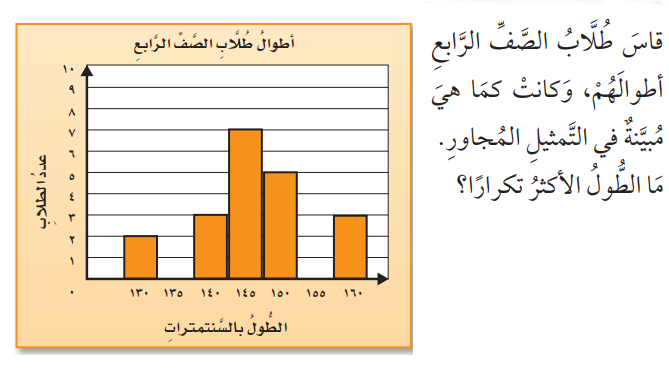 قاسَ طُلَّابُ الصَّفِّ الرَّابعِ
أطوالَهُمْ، وَكانتْ كمَا هيَ
مُبيَّنةٌ في التَّمثيلِ المُجاورِ.
مَا الطُّولُ الأكثرُ تكرارًا؟
أطوالُ طُلَّابِ الصَّفِّ الرَّابعِ
عددُ الطلابِ
١٠
٩
٨
٧
٦
٥
٤
٣
٢
١
٠
١٣٠ ١٣٥ ١٤٠ ١٤٥ ١٥٠ ١٥٥ ١٦٠
الطُّولُ بالسَّنتمتراتِ